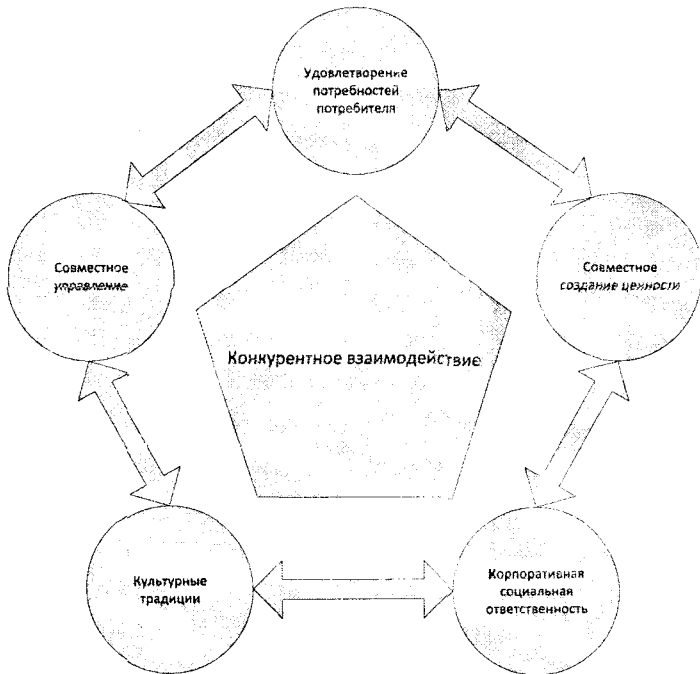 Удовлетворение
потребностей
потребителя
Совместное
управление
Совместное
создание ценности
Конкурентное взаимодействие
Культурные
традиции
Корпоративная
социальная
ответственность